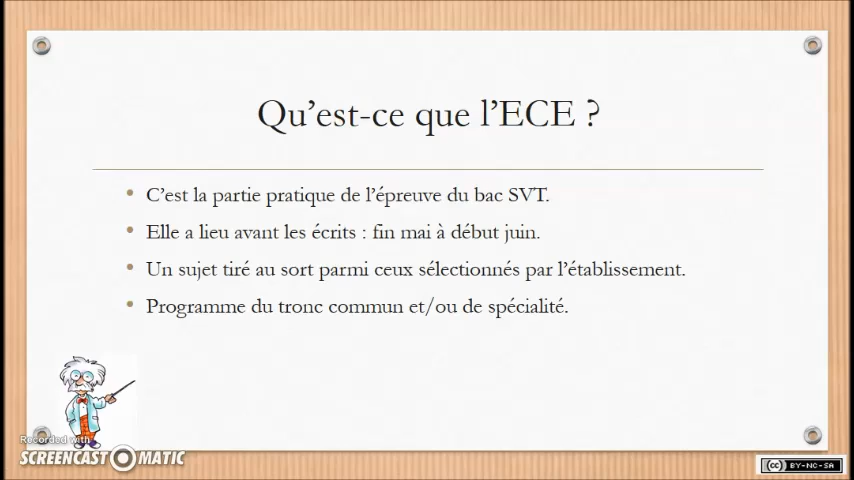 Qu'est-ce que l'ECE ?
C'est la partie pratique de l'épreuve du bac SVT.
Elle a lieu avant les écrits : fin mai à début juin.
Un sujet tiré au sort parmi ceux sélectionnés par l'établissement.
Programme du tronc commun et/ou de spécialité.
Recorded with
SCREENCAST MATIC
cc BY-NC-SA